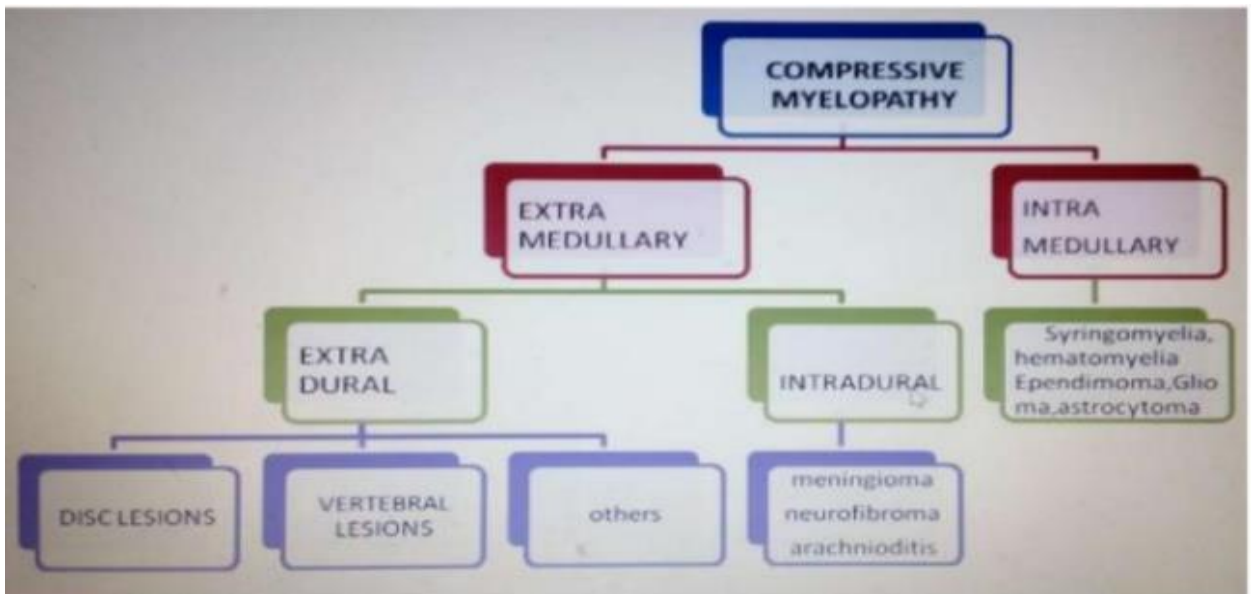 COMPRESSIVE
MYELOPATHY
EXTRA
MEDULLARY
INTRA
MEDULLARY
EXTRA
DURAL
INTRADURAL
Syringomyelia,
hematomyelia
Ependimoma,Glio
ma,astrocytoma
DISC LESIONS
VERTEBRAL
LESIONS
others
meningioma
neurofibroma
arachnioditis